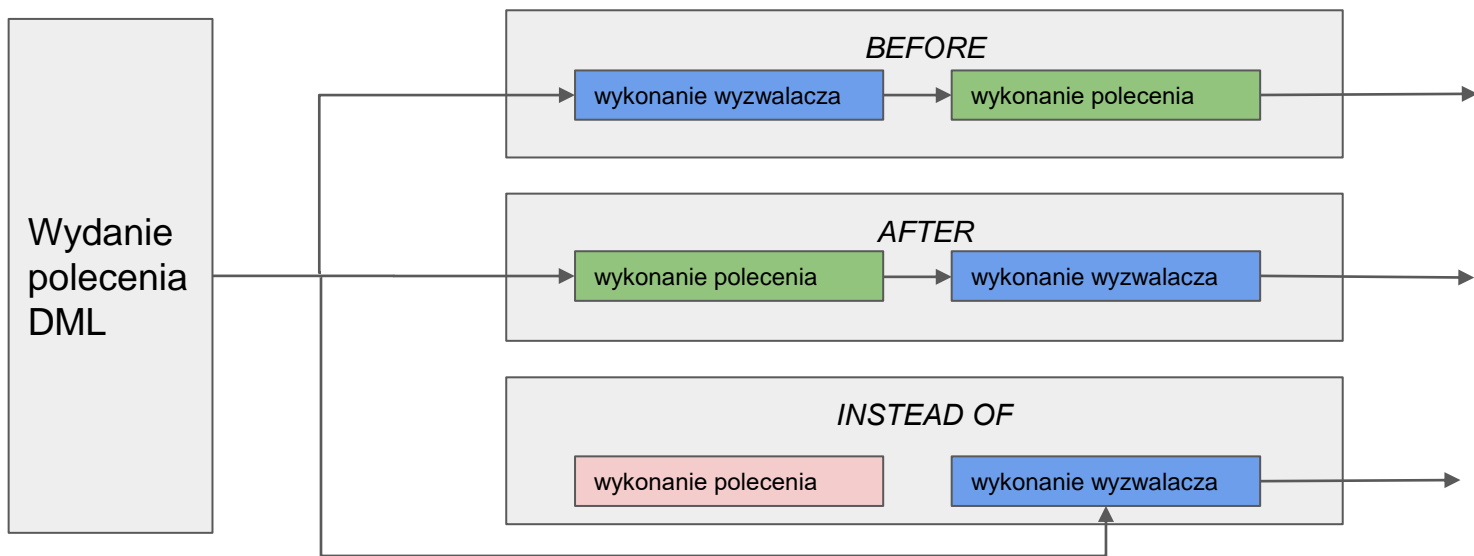 Wydanie
polecenia
DML
BEFORE
wykonanie wyzwalacza
wykonanie polecenia
AFTER
wykonanie polecenia
wykonanie wyzwalacza
INSTEAD OF
wykonanie polecenia
wykonanie wyzwalacza